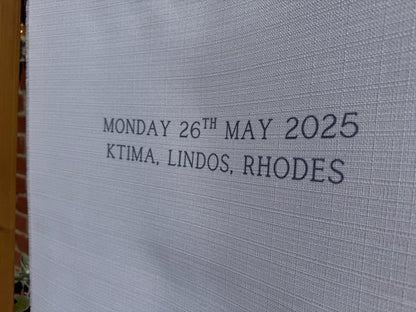 MONDAY 26TH MAY 2025
KTIMA, LINDOS, RHODES